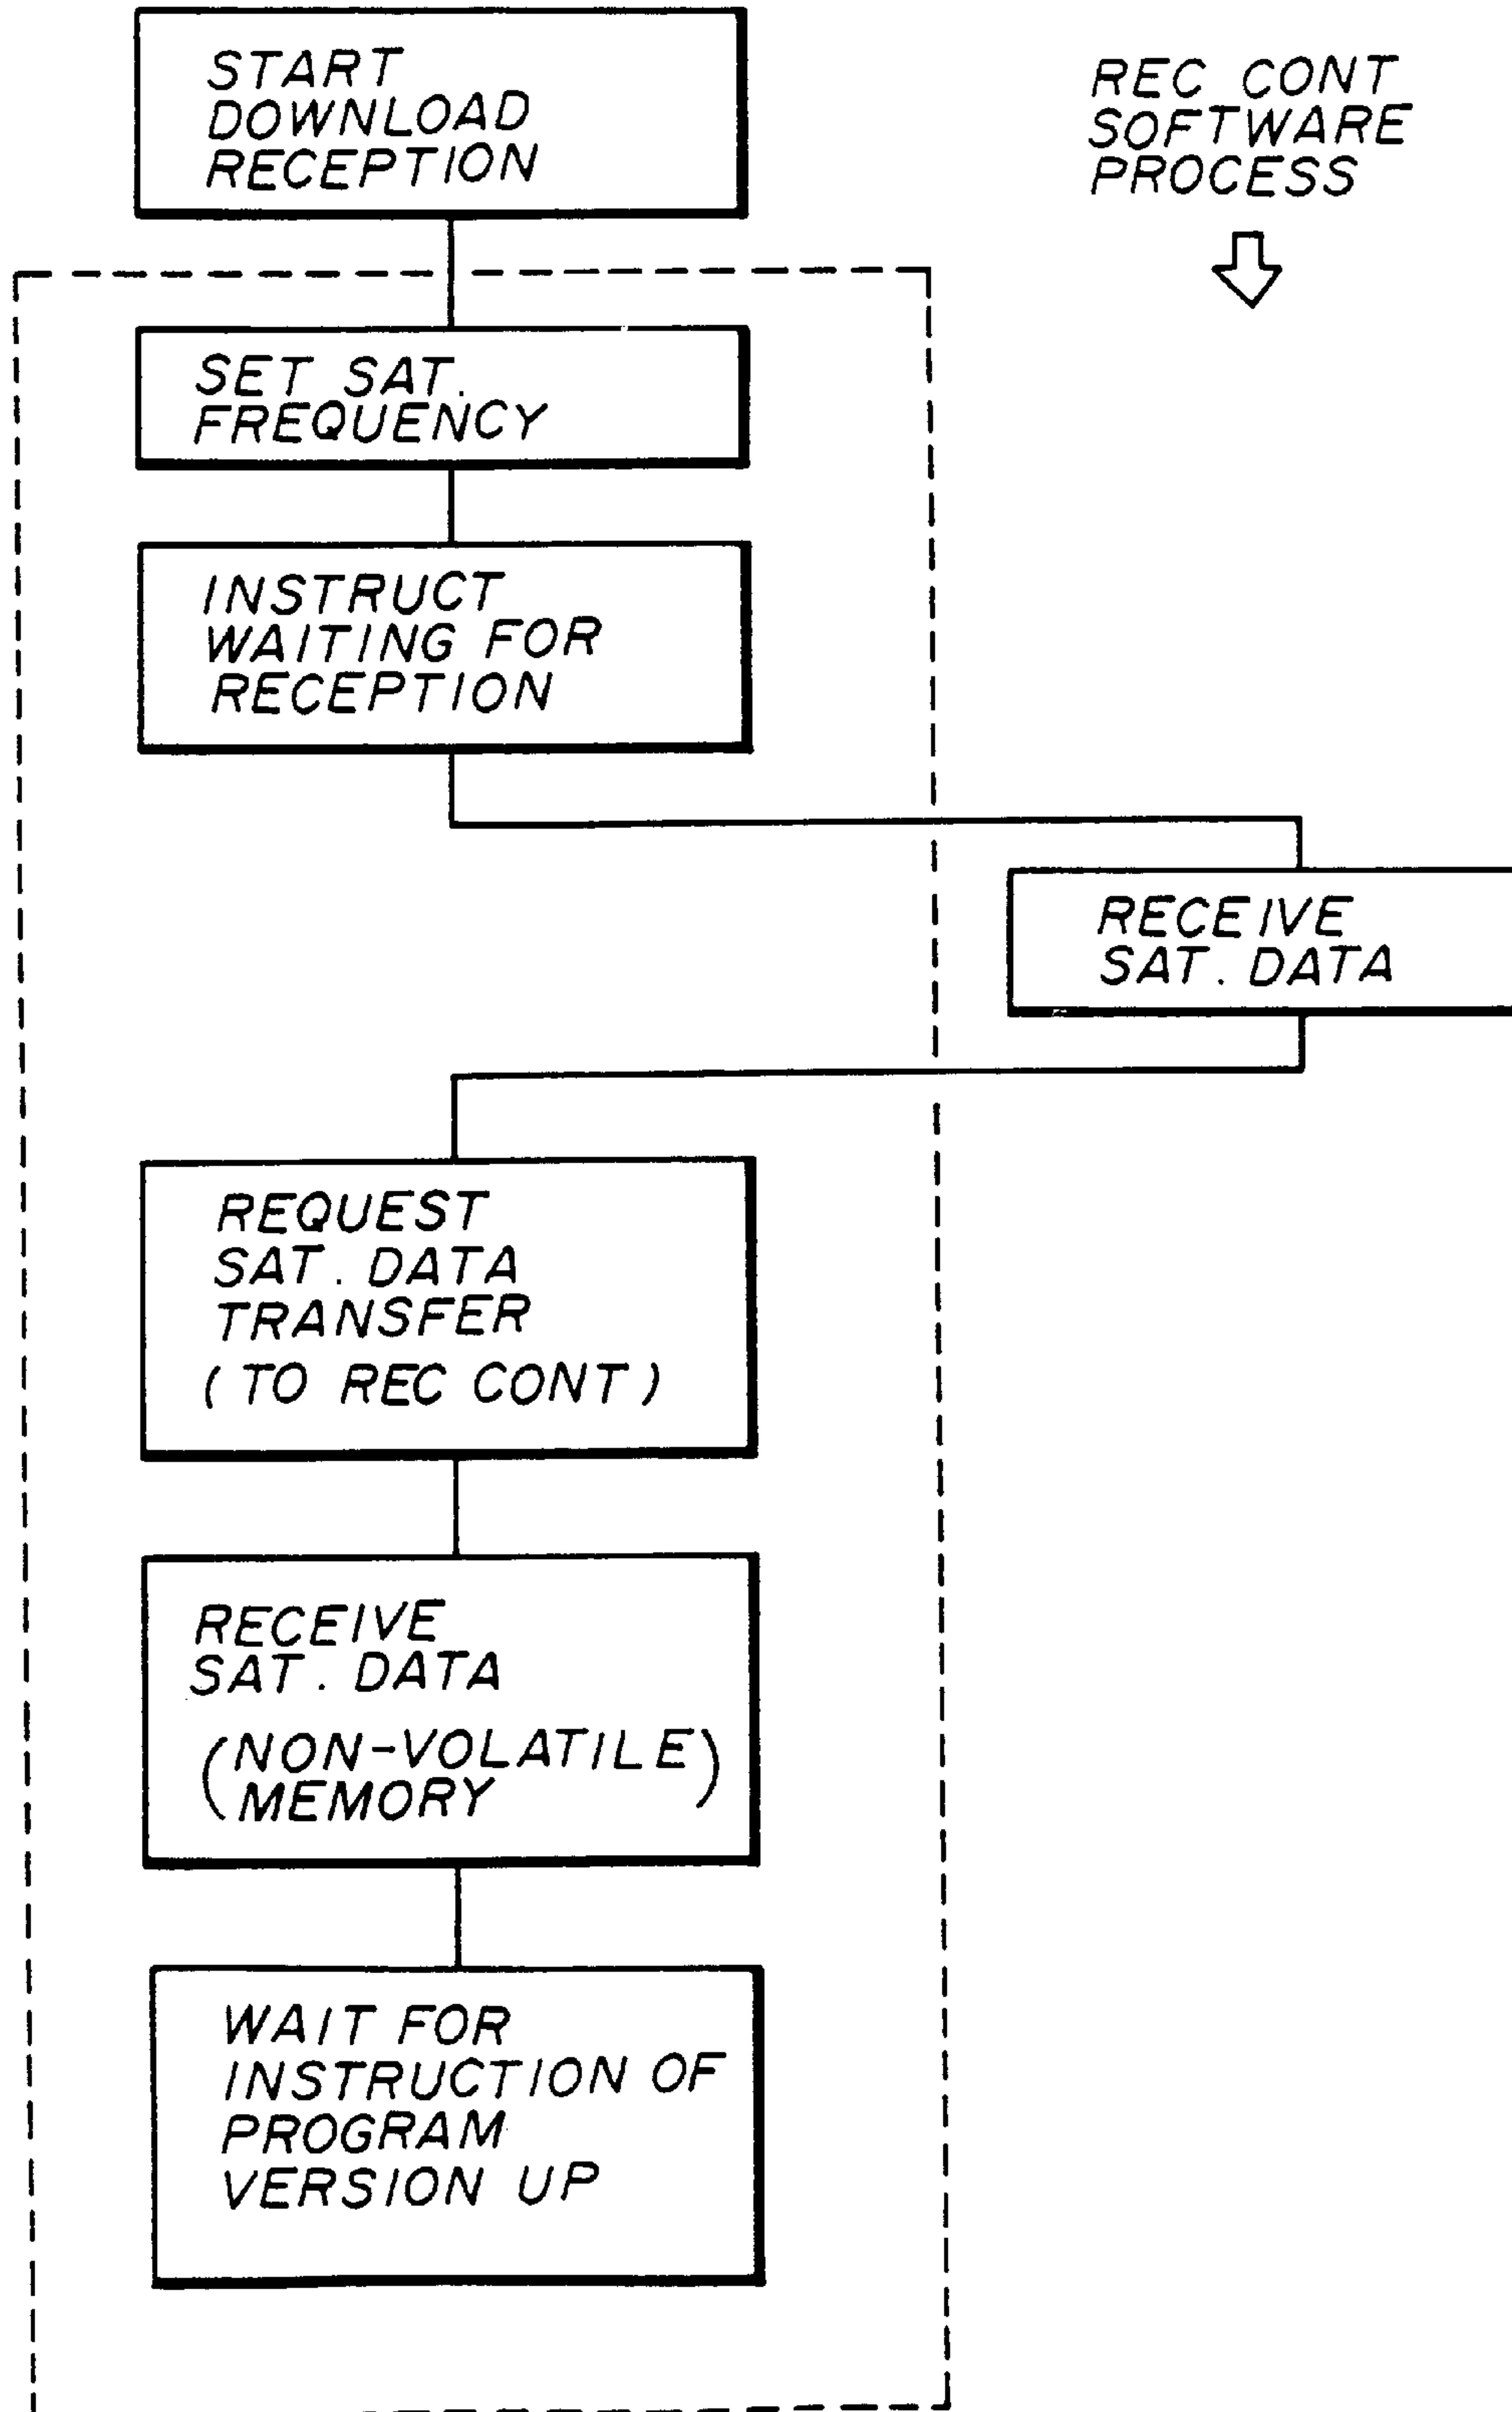 START
DOWNLOAD
RECEPTION
REC CONT
SOFTWARE
PROCESS
SET SAT.
FREQUENCY
INSTRUCT
WAITING FOR
RECEPTION
RECEIVE
SAT. DATA
REQUEST
SAT. DATA
TRANSFER
(TO REC CONT)
RECEIVE
SAT. DATA
(NON-VOLATILE)
MEMORY
WAIT FOR
INSTRUCTION OF
PROGRAM
VERSION UP